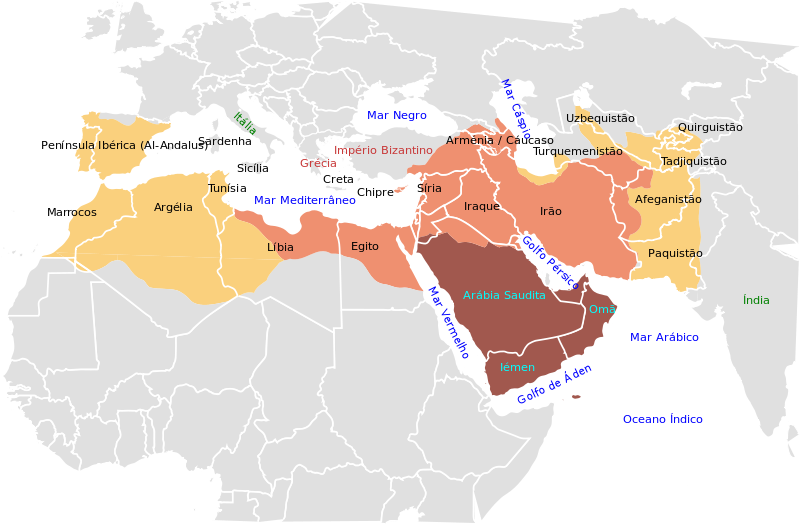 Mar Negro
Mar Cáspio
Itália
Uzbequistão
Quirguistão
Península Ibérica (Al-Andalus)
Sardenha
Império Bizantino
Armênia / Cáucaso
Turquemenistão
Tadjiquistão
Grécia
Sicília
Creta
Chipre
Síria
Tunísia
Mar Mediterrâneo
Marrocos
Argélia
Iraque
Irão
Afeganistão
Líbia
Egito
Golfo Pérsico
Paquistão
Mar Vermelho
Arábia Saudita
Omã
Índia
Mar Arábico
Iémen
Golfo de Áden
Oceano Índico